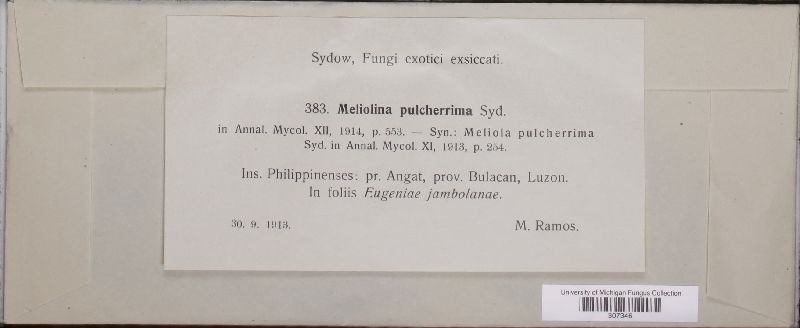 Sydow, Fungi exotici exsiccati.
383. Meliolina pulcherrima Syd.
in Annal. Mycol. XII, 1914, p. 553. — Syn.: Meliola pulcherrima
Syd. in Annal. Mycol. XI, 1913, p. 254.
Ins. Philippinenses: pr. Angat, prov. Bulacan, Luzon.
In foliis Eugeniae jambolanae.
30. 9. 1913. M. Ramos.
University of Michigan Fungus Collection
307346